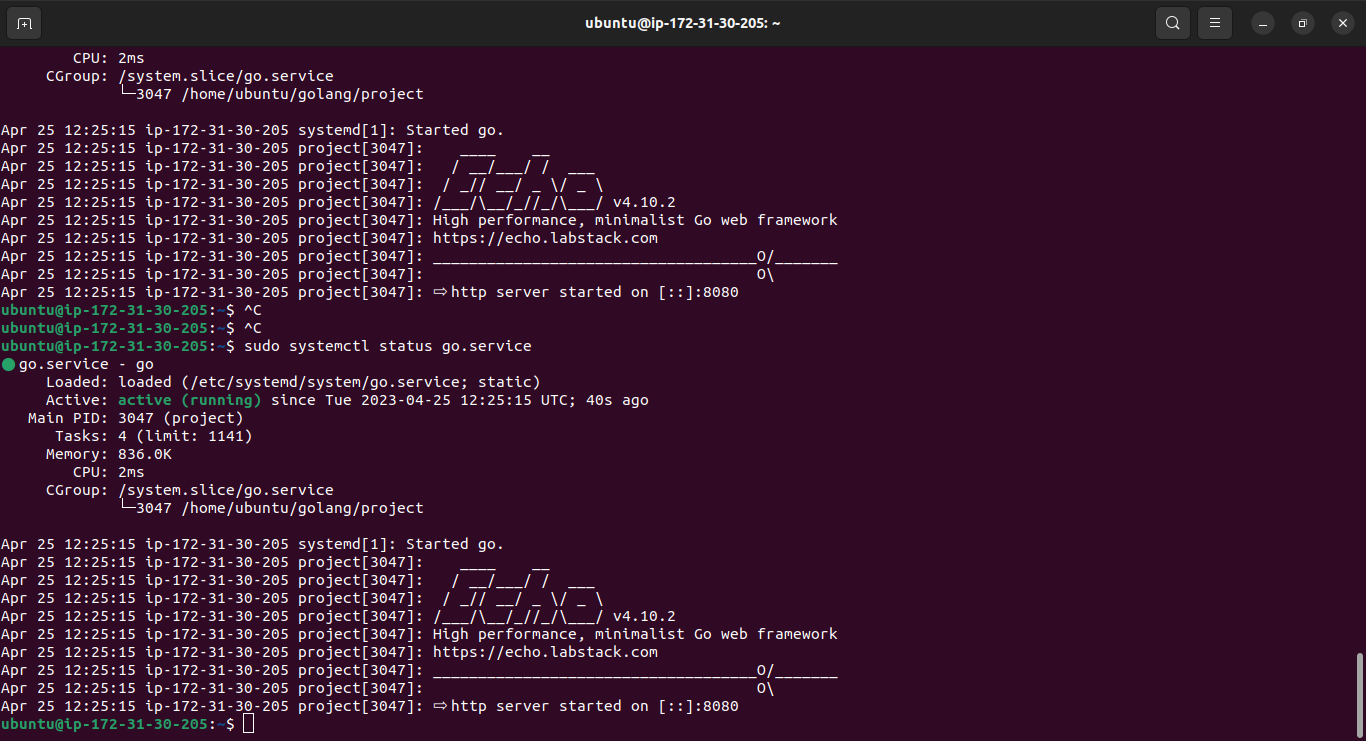 ubuntu@ip-172-31-30-205: ~
        CPU: 2ms
     CGroup: /system.slice/go.service
             └─3047 /home/ubuntu/golang/project

Apr 25 12:25:15 ip-172-31-30-205 systemd[1]: Started go.
Apr 25 12:25:15 ip-172-31-30-205 project[3047]:    ____    __
Apr 25 12:25:15 ip-172-31-30-205 project[3047]:   / __/___/ /  ___
Apr 25 12:25:15 ip-172-31-30-205 project[3047]:  / _// __/ _ \/ _ \
Apr 25 12:25:15 ip-172-31-30-205 project[3047]: /___/\__/_//_/\___/ v4.10.2
Apr 25 12:25:15 ip-172-31-30-205 project[3047]: High performance, minimalist Go web framework
Apr 25 12:25:15 ip-172-31-30-205 project[3047]: https://echo.labstack.com
Apr 25 12:25:15 ip-172-31-30-205 project[3047]: ____________________________________O/_______
Apr 25 12:25:15 ip-172-31-30-205 project[3047]:                                     O\
Apr 25 12:25:15 ip-172-31-30-205 project[3047]: ⇨ http server started on [::]:8080
ubuntu@ip-172-31-30-205:~$ ^C
ubuntu@ip-172-31-30-205:~$ ^C
ubuntu@ip-172-31-30-205:~$ sudo systemctl status go.service
● go.service - go
     Loaded: loaded (/etc/systemd/system/go.service; static)
     Active: active (running) since Tue 2023-04-25 12:25:15 UTC; 40s ago
   Main PID: 3047 (project)
      Tasks: 4 (limit: 1141)
     Memory: 836.0K
        CPU: 2ms
     CGroup: /system.slice/go.service
             └─3047 /home/ubuntu/golang/project

Apr 25 12:25:15 ip-172-31-30-205 systemd[1]: Started go.
Apr 25 12:25:15 ip-172-31-30-205 project[3047]:    ____    __
Apr 25 12:25:15 ip-172-31-30-205 project[3047]:   / __/___/ /  ___
Apr 25 12:25:15 ip-172-31-30-205 project[3047]:  / _// __/ _ \/ _ \
Apr 25 12:25:15 ip-172-31-30-205 project[3047]: /___/\__/_//_/\___/ v4.10.2
Apr 25 12:25:15 ip-172-31-30-205 project[3047]: High performance, minimalist Go web framework
Apr 25 12:25:15 ip-172-31-30-205 project[3047]: https://echo.labstack.com
Apr 25 12:25:15 ip-172-31-30-205 project[3047]: ____________________________________O/_______
Apr 25 12:25:15 ip-172-31-30-205 project[3047]:                                     O\
Apr 25 12:25:15 ip-172-31-30-205 project[3047]: ⇨ http server started on [::]:8080
ubuntu@ip-172-31-30-205:~$